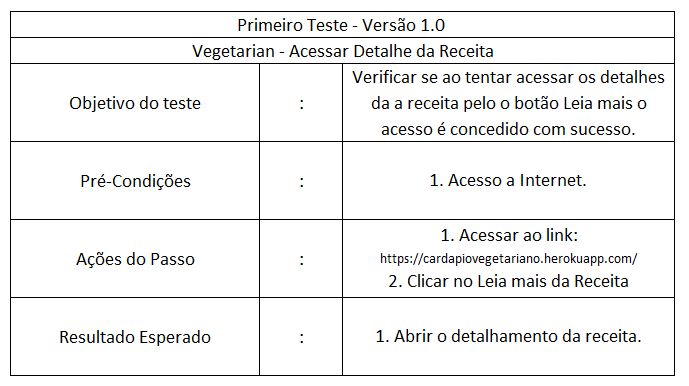 Primeiro Teste - Versão 1.0
Vegetarian - Acessar Detalhe da Receita
Objetivo do teste
:
Verificar se ao tentar acessar os detalhes
da a receita pelo o botão Leia mais o
acesso é concedido com sucesso.
Pré-Condições
:
1. Acesso a Internet.
Ações do Passo
:
1. Acessar ao link:
https://cardapiovegetariano.herokuapp.com/
2. Clicar no Leia mais da Receita
Resultado Esperado
:
1. Abrir o detalhamento da receita.